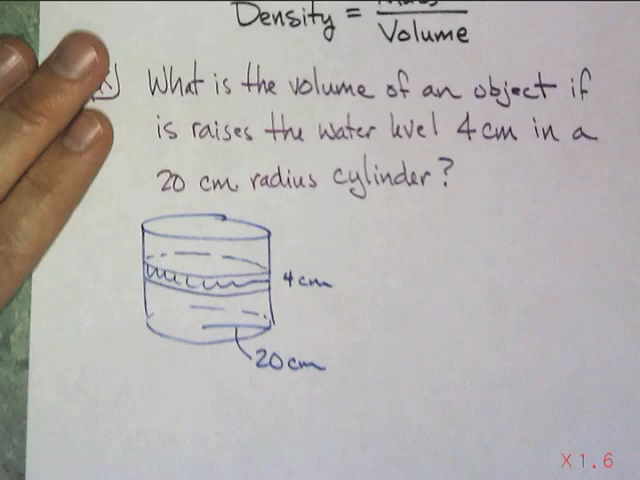 Density =
Volume
What is the volume of an object if
is raises the water level 4 cm in a
20 cm radius cylinder?
4cm
20cm
X1.6